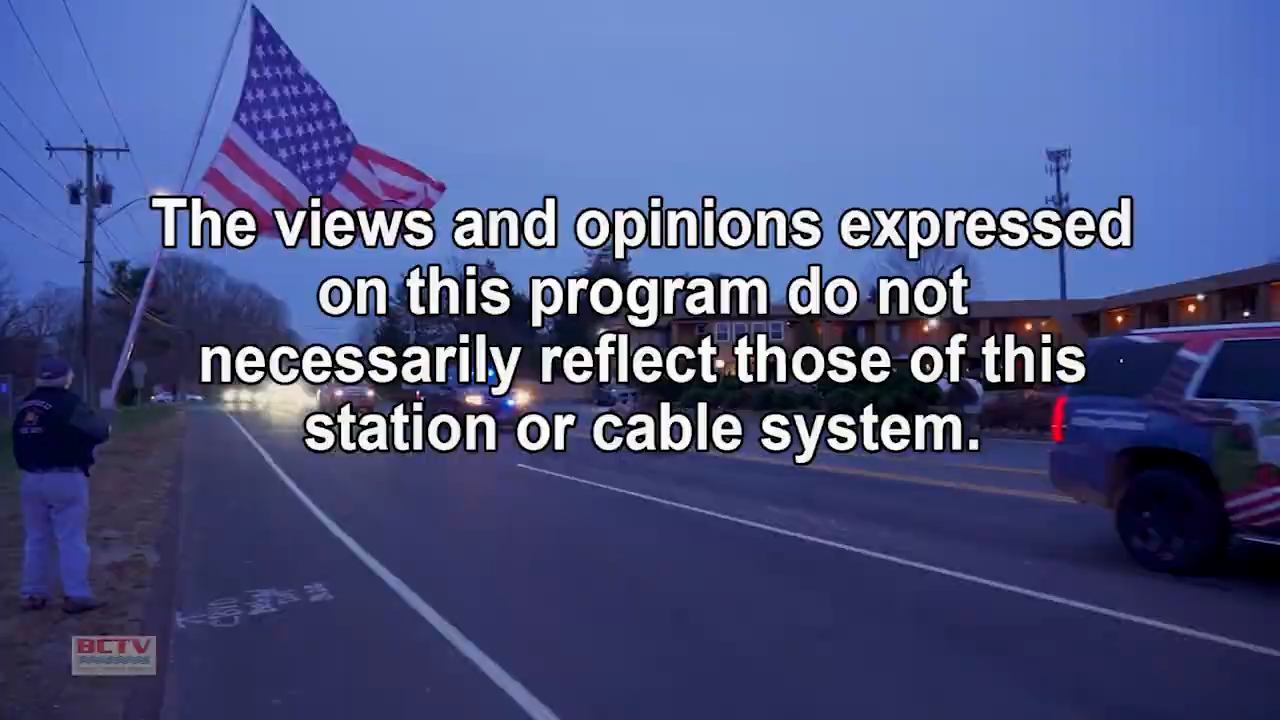 The views and opinions expressed
on this program do not
necessarily reflect those of this
station or cable system.
BCTV